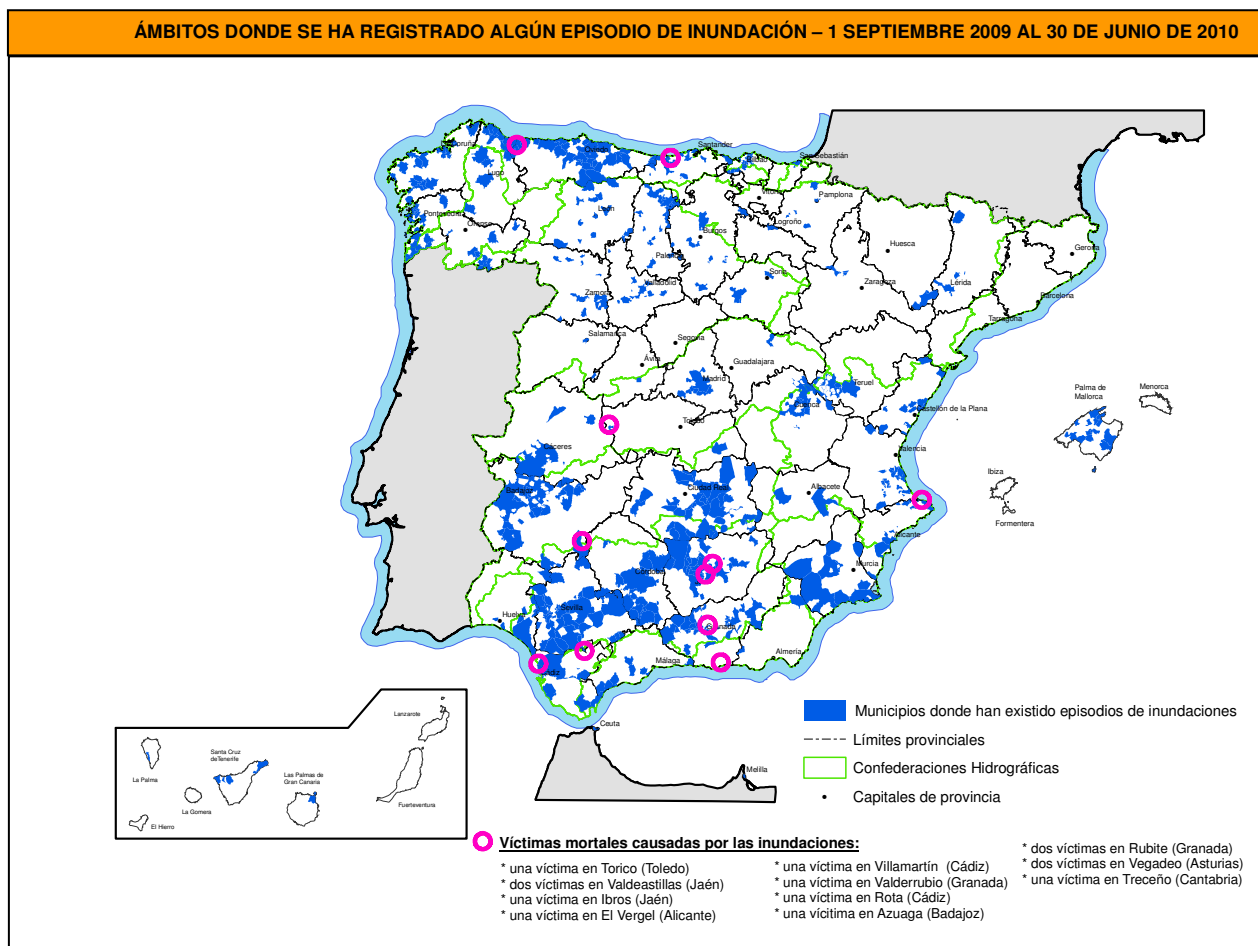 ÁMBITOS DONDE SE HA REGISTRADO ALGÚN EPISODIO DE INUNDACIÓN – 1 SEPTIEMBRE 2009 AL 30 DE JUNIO DE 2010
Santander
San Sebastián
Bilbao
Oviedo
Lugo
Vitoria
Pamplona
León
Logroño
Pontevedra
Orense
Burgos
Huesca
Gerona
Palencia
Soria
Zaragoza
Lérida
Valladolid
Zamora
Barcelona
Tarragona
Salamanca
Segovia
Ávila
Guadalajara
Madrid
Teruel
Cuenca
Palma de
Mallorca
Menorca
Castellón de la Plana
Toledo
Cáceres
Valencia
Ibiza
Ciudad Real
Albacete
Badajoz
Formentera
Alicante
Murcia
Córdoba
Sevilla
Huelva
Granada
Almería
Málaga
Cádiz
Ceuta
Melilla
Lanzarote
Santa Cruz
deTenerife
La Palma
Las Palmas de
Gran Canaria
Fuerteventura
La Gomera
El Hierro
Municipios donde han existido episodios de inundaciones
Límites provinciales
Confederaciones Hidrográficas
Capitales de provincia
Víctimas mortales causadas por las inundaciones:
* una víctima en Torico (Toledo)
* dos víctimas en Valdeastillas (Jaén)
* una víctima en Ibros (Jaén)
* una víctima en El Vergel (Alicante)
* una víctima en Villamartín (Cádiz)
* una víctima en Valderrubio (Granada)
* una víctima en Rota (Cádiz)
* una vícitima en Azuaga (Badajoz)
* dos víctimas en Rubite (Granada)
* dos víctimas en Vegadeo (Asturias)
* una víctima en Treceño (Cantabria)